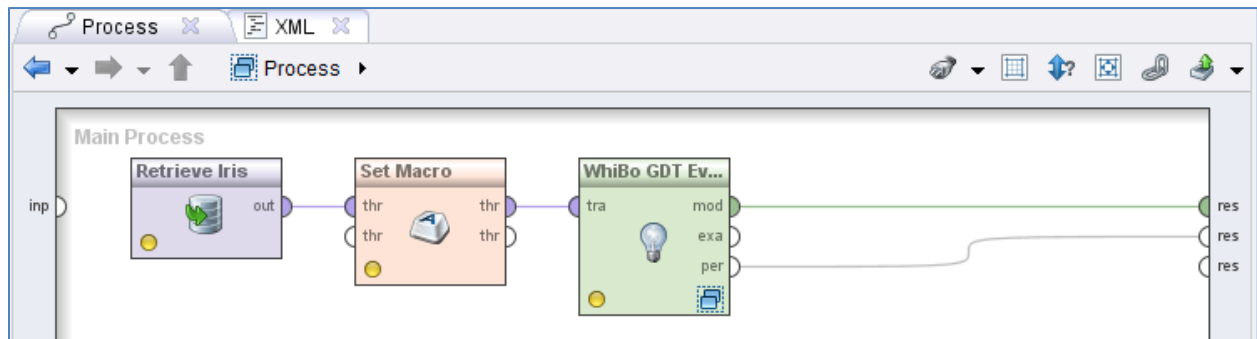 Process XML
Process
Main Process
Retrieve Iris Set Macro WhiBo GDT Ev...
inp out thr thr tra mod res
thr thr exa res
per res